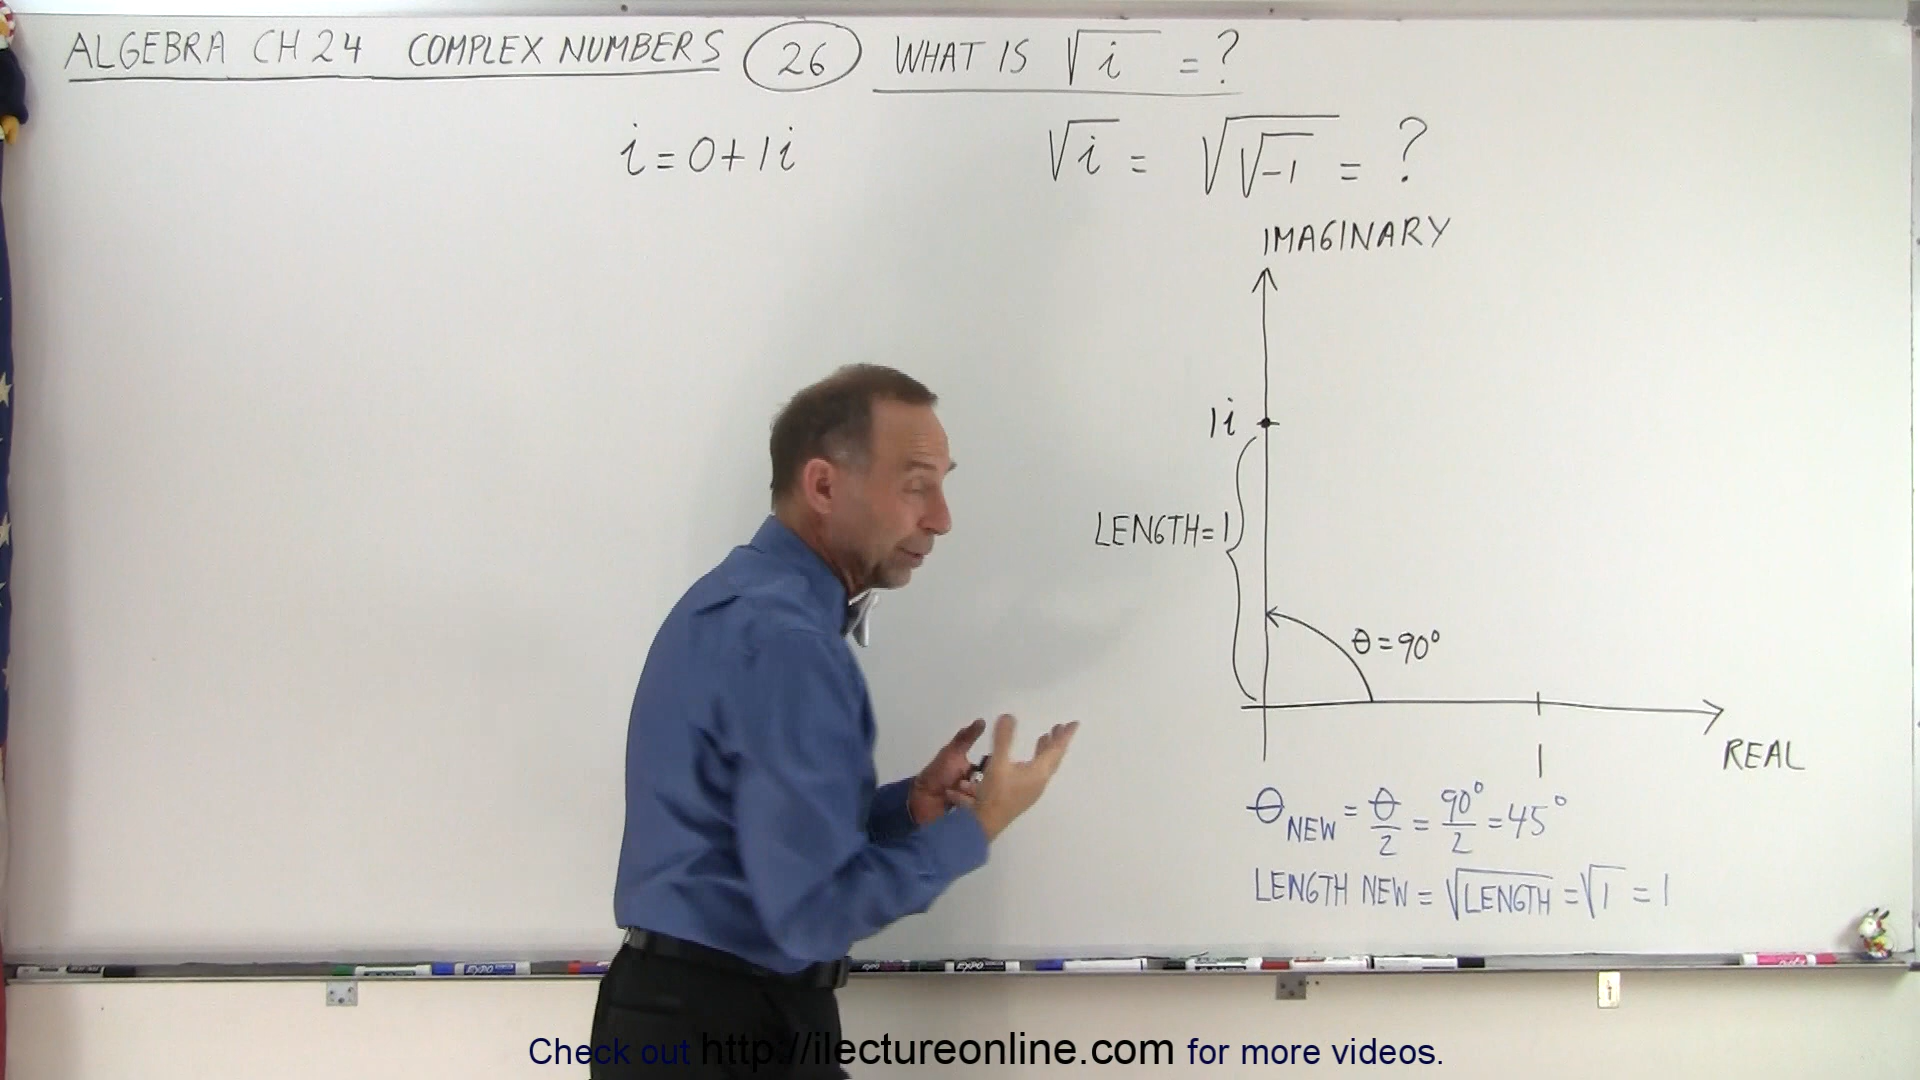 ALGEBRA CH 24 COMPLEX NUMBERS 26 WHAT IS √i = ?
i = 0 + 1i
√i = √√-1 = ?
IMAGINARY
1i
LENGTH = 1
θ = 90°
REAL
1
θ NEW = θ/2 = 90°/2 = 45°
LENGTH NEW = √LENGTH = √1 = 1
Check out http://ilectureonline.com for more videos.